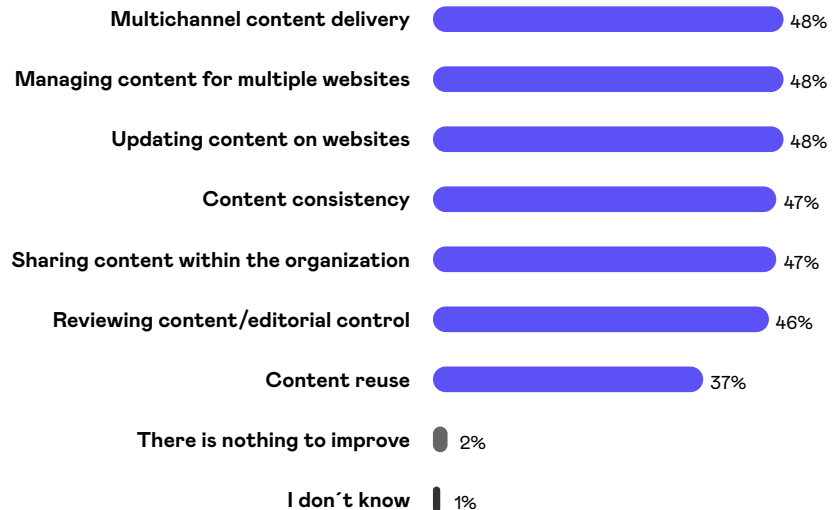 Multichannel content delivery 48%
Managing content for multiple websites 48%
Updating content on websites 48%
Content consistency 47%
Sharing content within the organization 47%
Reviewing content/editorial control 46%
Content reuse 37%
There is nothing to improve 2%
I don´t know 1%